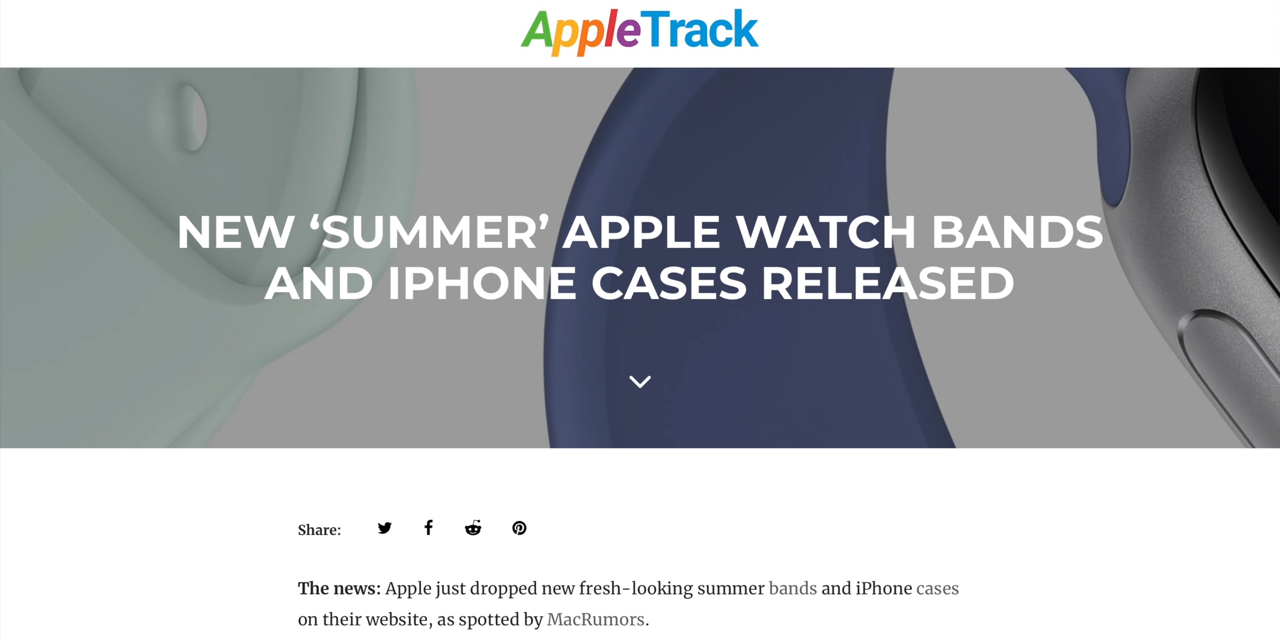 AppleTrack
NEW ‘SUMMER’ APPLE WATCH BANDS
AND IPHONE CASES RELEASED
Share:
The news: Apple just dropped new fresh-looking summer bands and iPhone cases
on their website, as spotted by MacRumors.